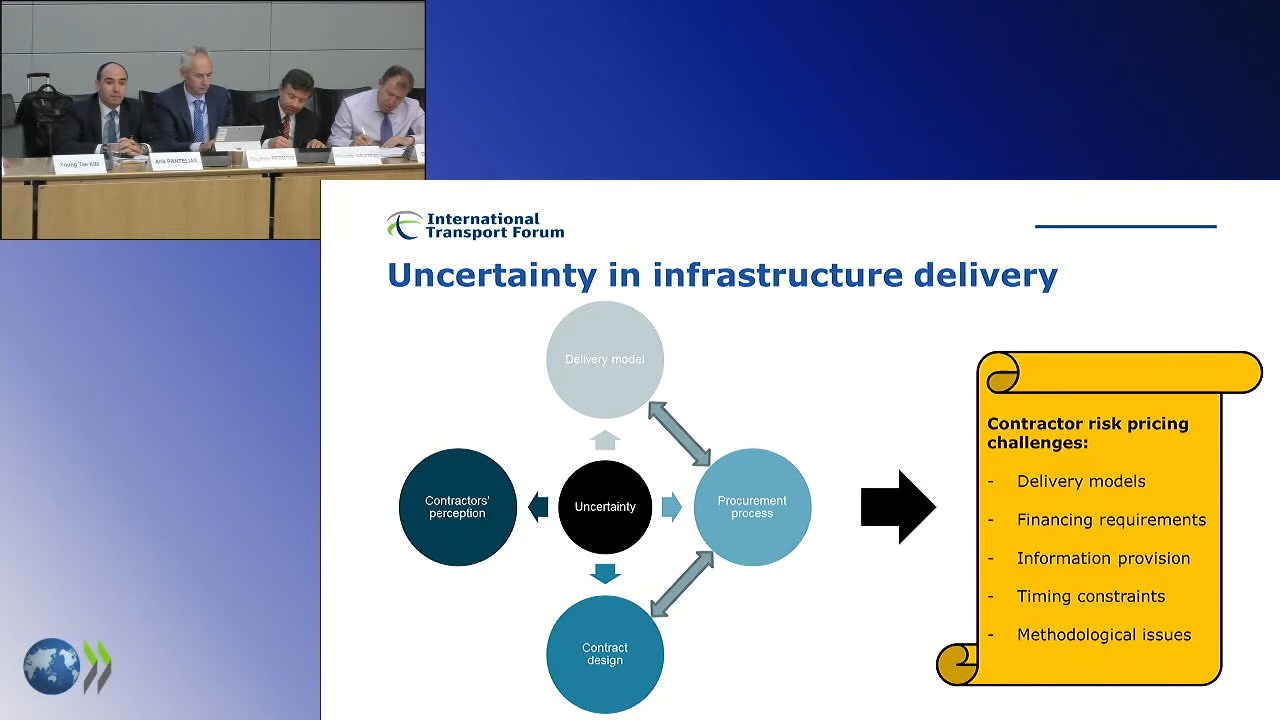 Young Tae KIM
Aris PANTELIAS
International
Transport Forum
Uncertainty in infrastructure delivery
Delivery model
Contractors'
perception
Uncertainty
Procurement
process
Contract
design
Contractor risk pricing
challenges:
- Delivery models
- Financing requirements
- Information provision
- Timing constraints
- Methodological issues